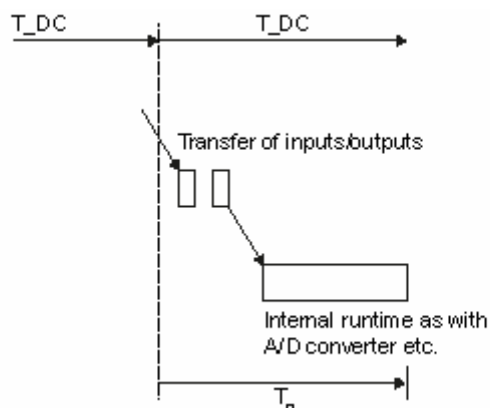 T_DC T_DC
Transfer of inputs/outputs
Internal runtime as with
A/D converter etc.